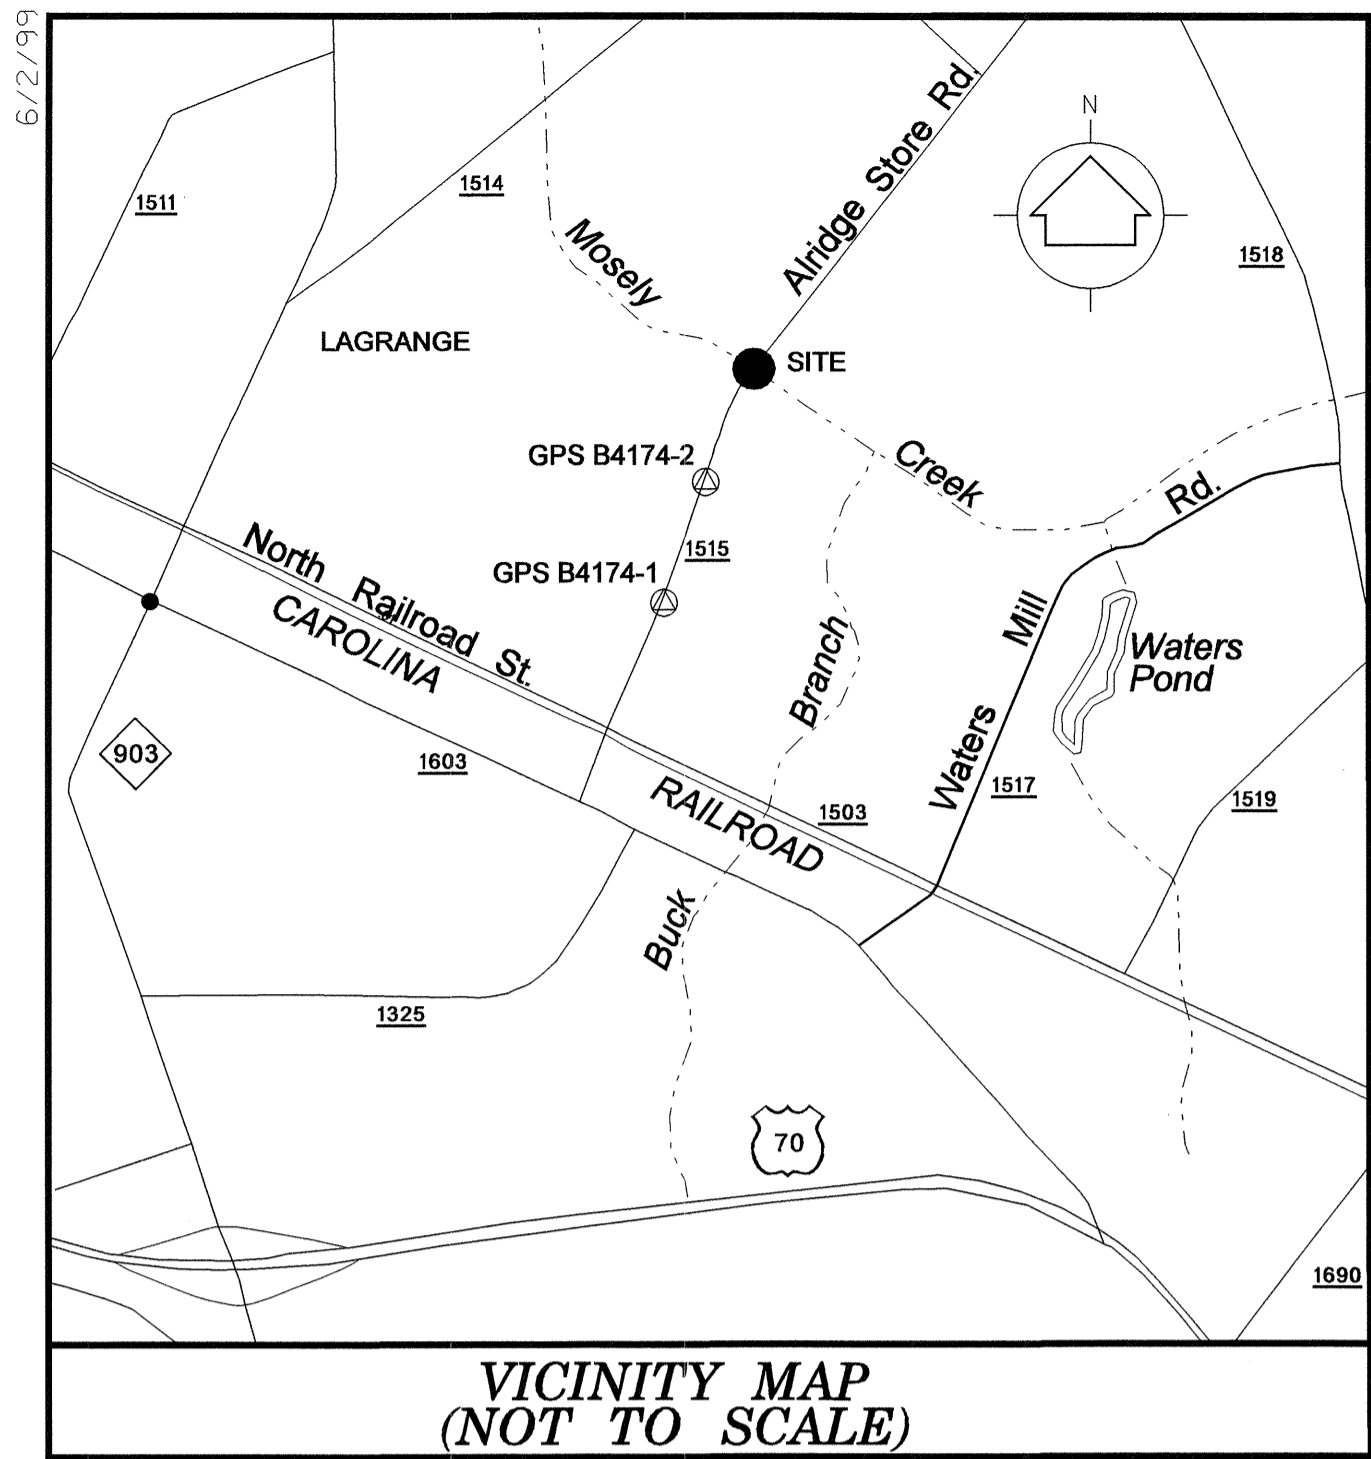 6/2/99
N
Alridge Store Rd.
1514
1511
Mosely
1518
LAGRANGE
SITE
GPS B4174-2
Creek
Rd.
North Railroad St.
1515
GPS B4174-1
CAROLINA
Mill
Branch
Waters
Pond
903
1603
Waters
RAILROAD
1503
1517
1519
Buck
1325
70
1690
VICINITY MAP
(NOT TO SCALE)